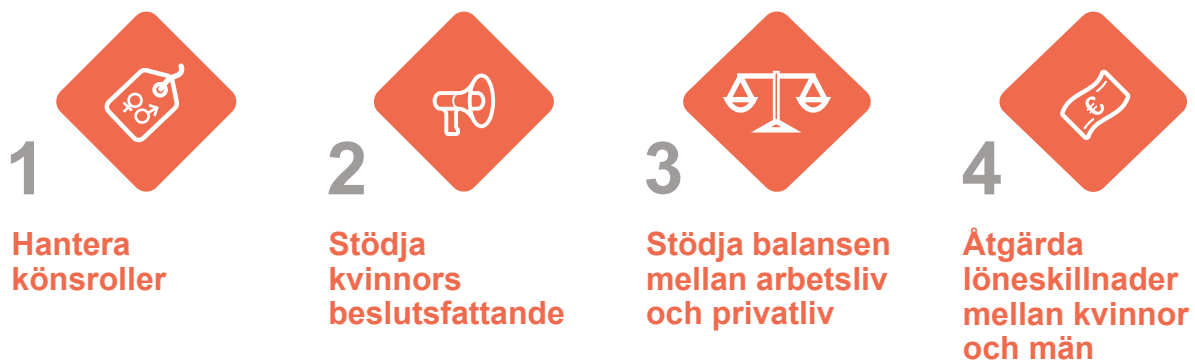 1
Hantera
könsroller
2
Stödja
kvinnors
beslutsfattande
3
Stödja balansen
mellan arbetsliv
och privatliv
4
€
Åtgärda
löneskillnader
mellan kvinnor
och män